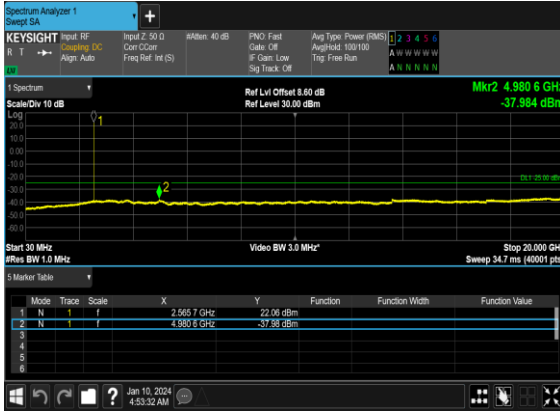 Spectrum Analyzer 1
Swept SA
+
KEYSIGHT Input: RF Input Z: 50 Ω #Atten: 40 dB PNO: Fast Avg Type: Power (RMS) 1 2 3 4 5 6
R T Coupling: DC Corr CCorr Gate: Off Avg|Hold: 100/100 A W W W W W
Align: Auto Freq Ref: Int (S) IF Gain: Low Trig: Free Run
Sig Track: Off A N N N N N
1 Spectrum
Ref Lvl Offset 8.60 dB Mkr2 4.980 6 GHz
Scale/Div 10 dB Ref Level 30.00 dBm -37.984 dBm
Log
20.0
10.0
0.00
-10.0
-20.0
-30.0
-40.0
-50.0
-60.0
1
2
DL1 -25.00 dBm
Start 30 MHz Video BW 3.0 MHz* Stop 20.000 GH
#Res BW 1.0 MHz Sweep 34.7 ms (40001 pts
5 Marker Table
Mode Trace Scale X Y Function Function Width Function Value
1 N 1 f 2.565 7 GHz 22.06 dBm
2 N 1 f 4.980 6 GHz -37.98 dBm
3
4
5
6
? Jan 10, 2024
4:53:32 AM